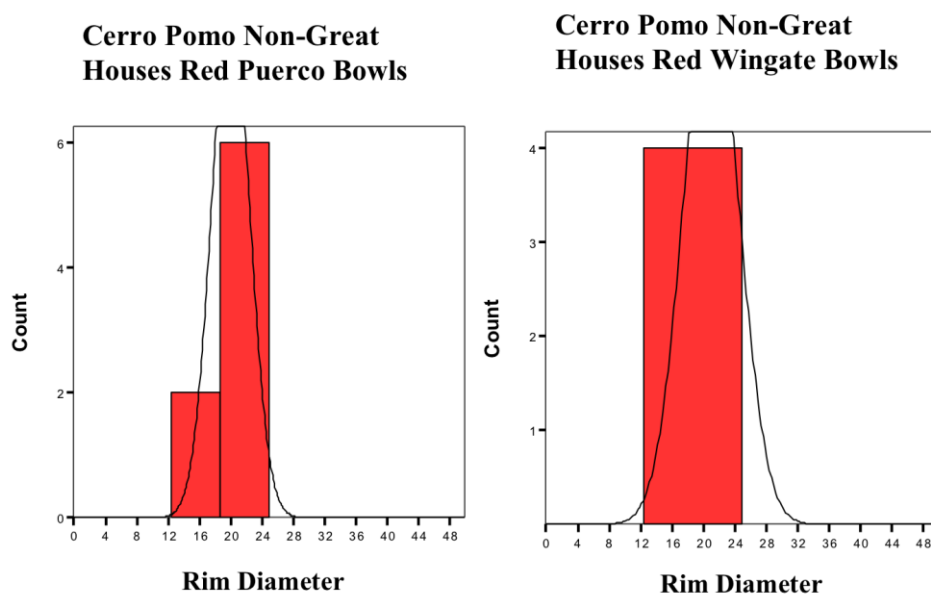 Cerro Pomo Non-Great
Houses Red Puerco Bowls
6
4
2
0
Count
0 4 8 12 16 20 24 28 32 36 40 44 48
Rim Diameter
Cerro Pomo Non-Great
Houses Red Wingate Bowls
4
3
2
1
Count
0 4 8 12 16 20 24 28 32 36 40 44 48
Rim Diameter